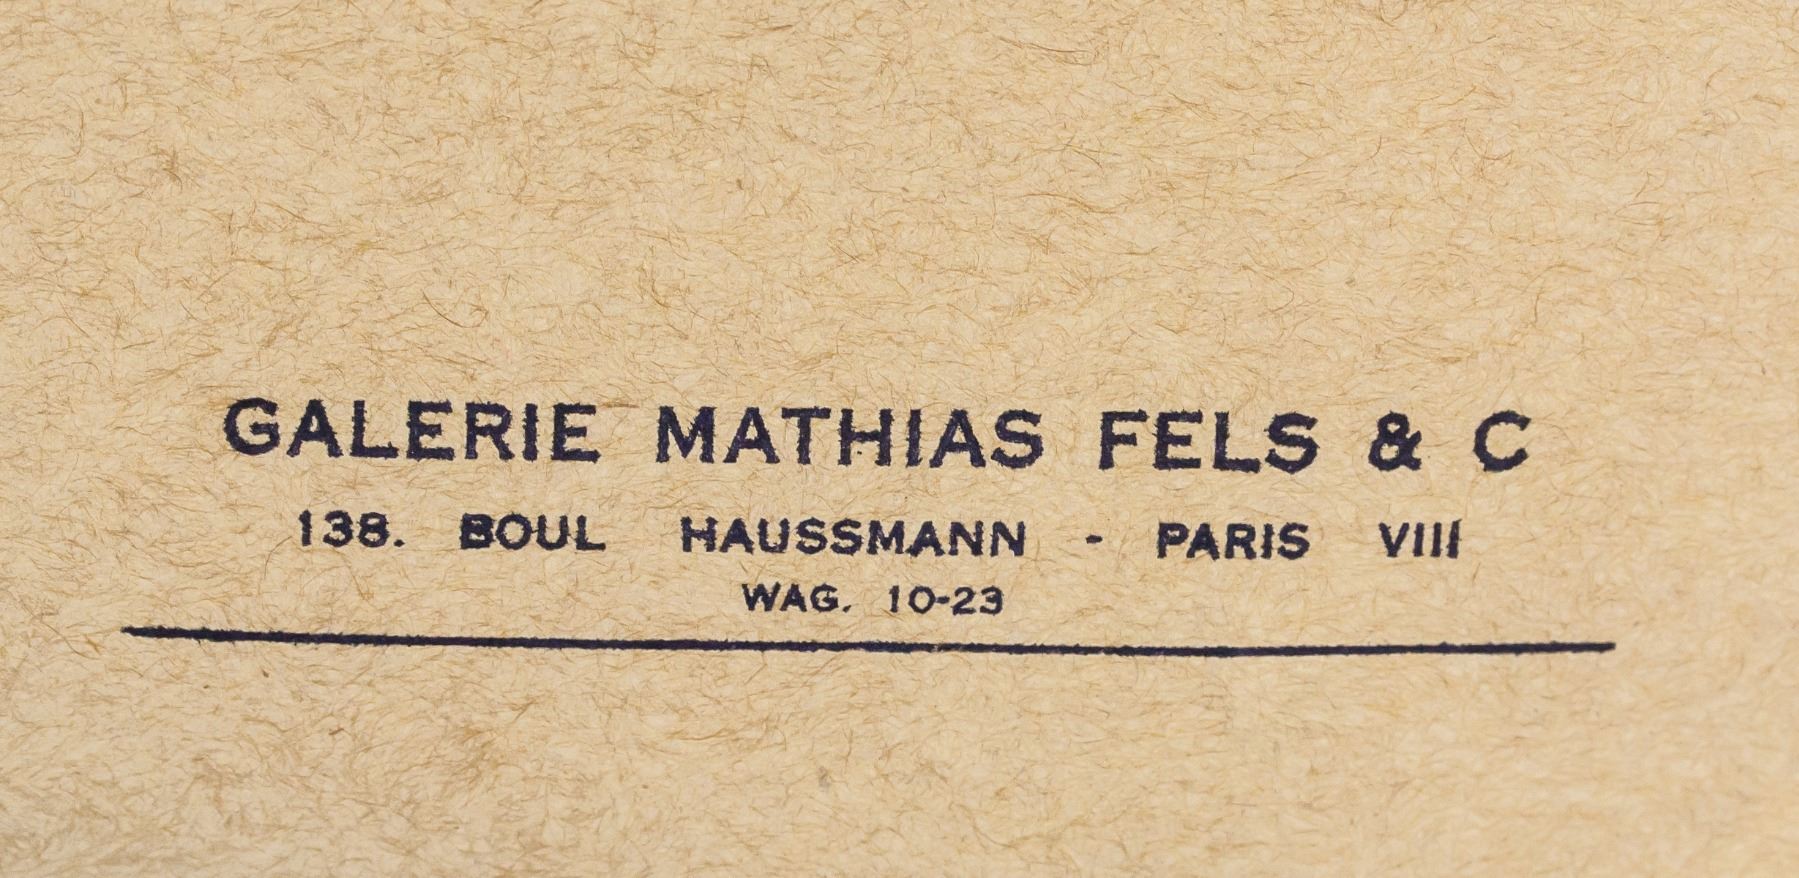 GALERIE MATHIAS FELS & C
138. BOUL HAUSSMANN - PARIS VIII
WAG. 10-23